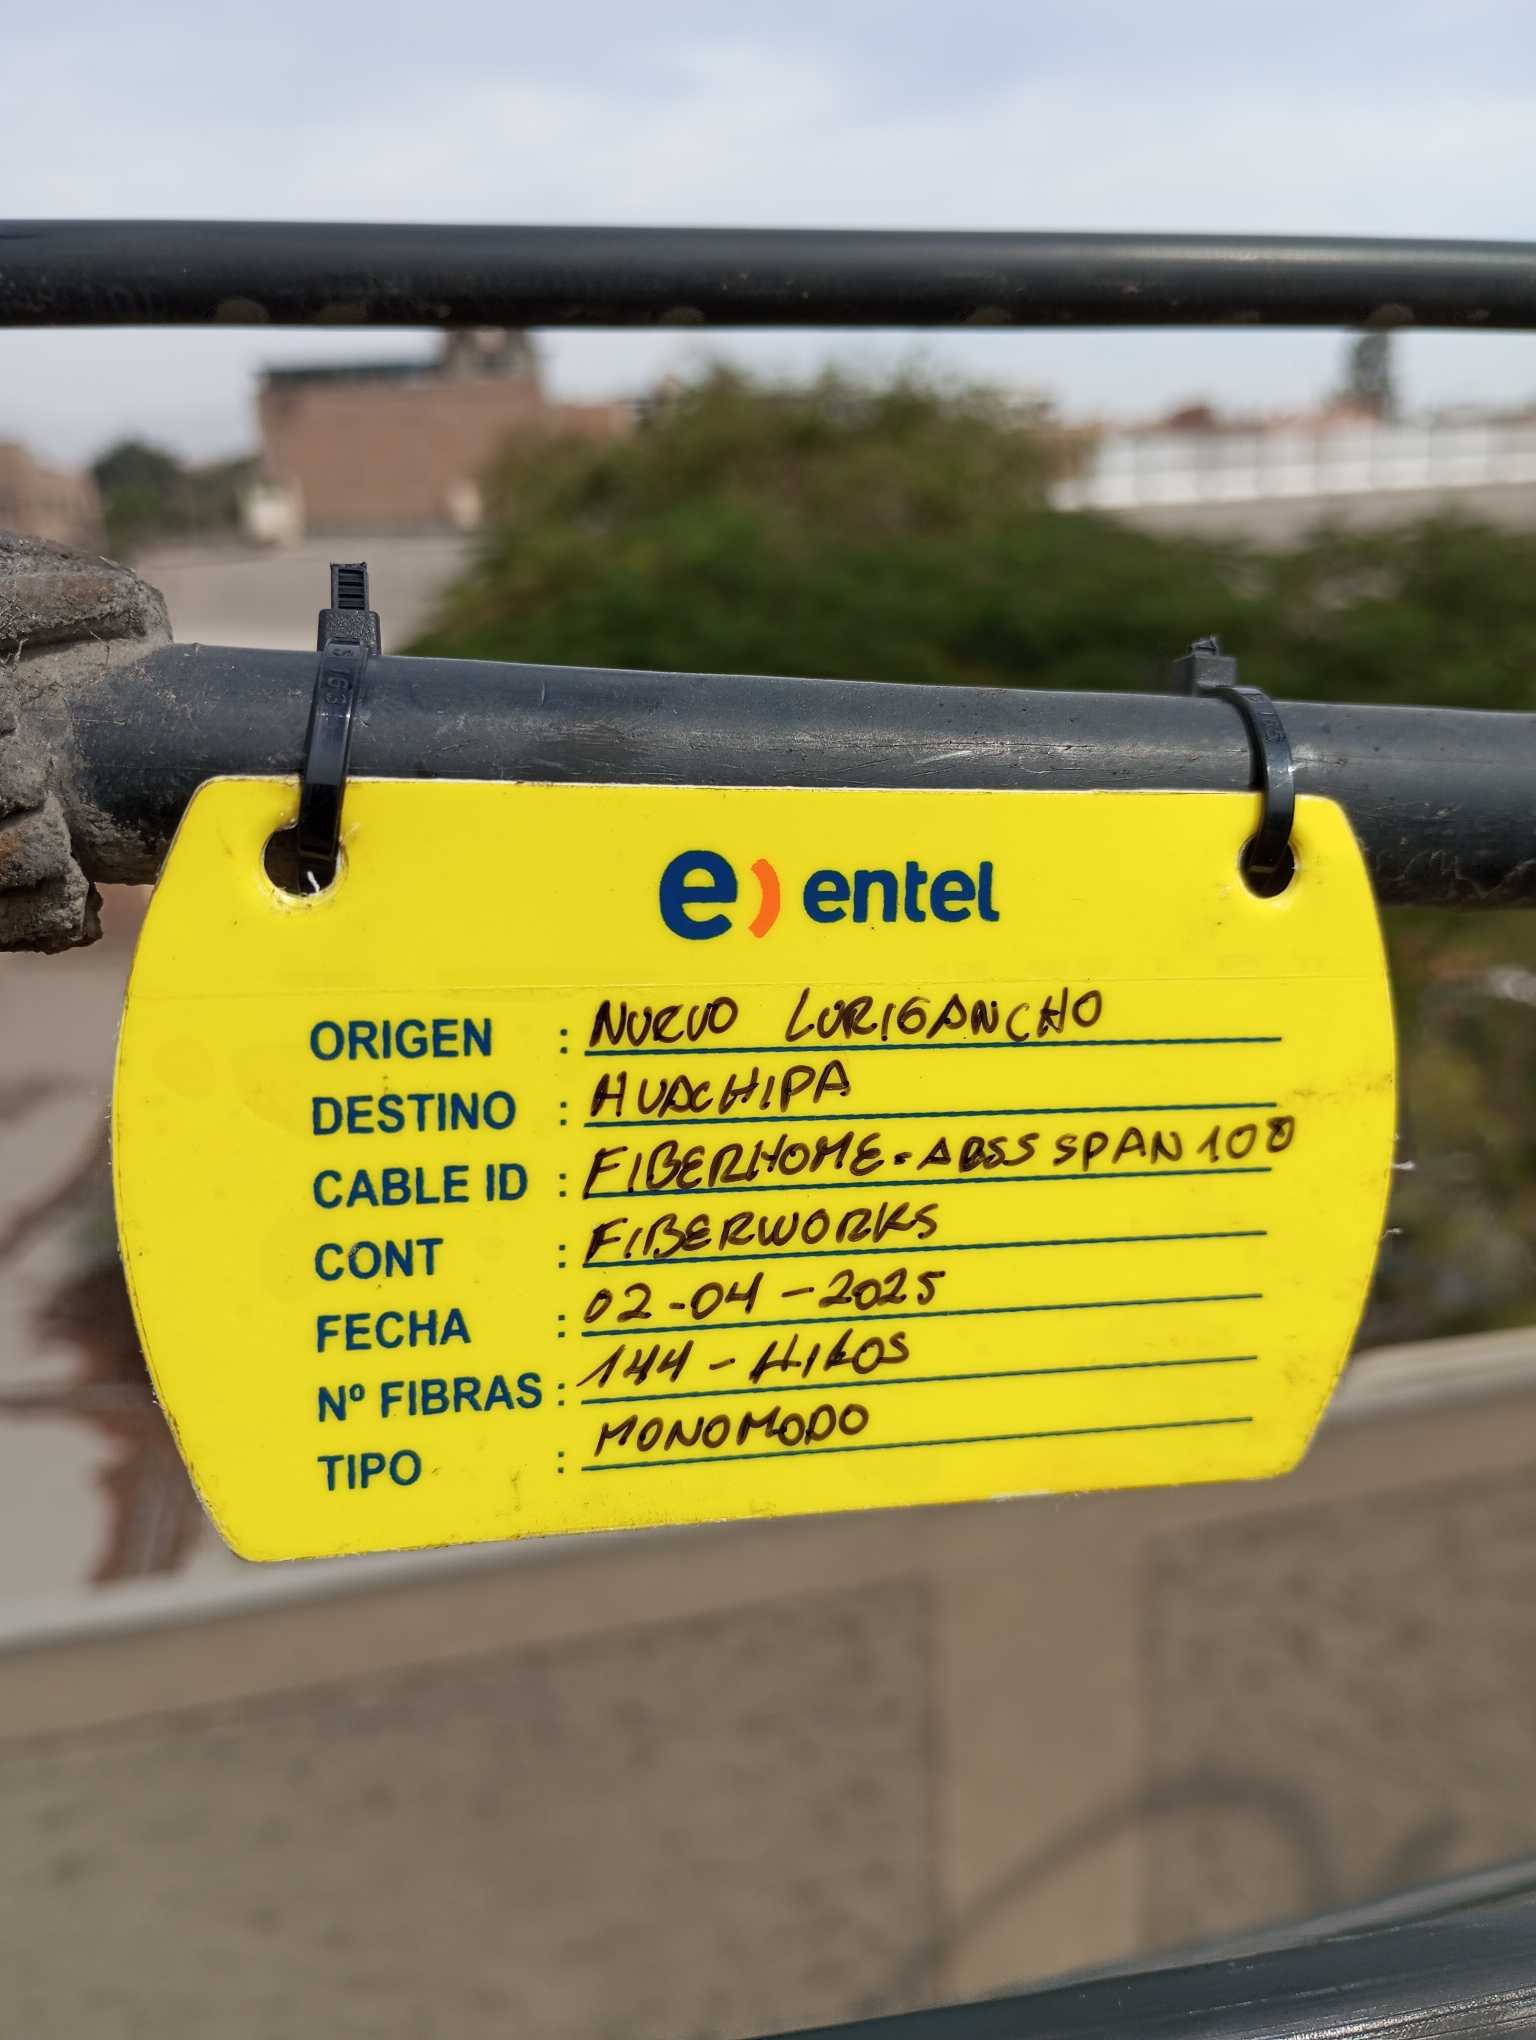 e) entel
ORIGEN : NUEVO LURIGANCHO
DESTINO : HUACHIPA
CABLE ID : FIBERHOME-ADSS SPAN 100
CONT : FIBERWORKS
FECHA : 02-04-2025
Nº FIBRAS : 144-HILOS
TIPO : MONOMODO